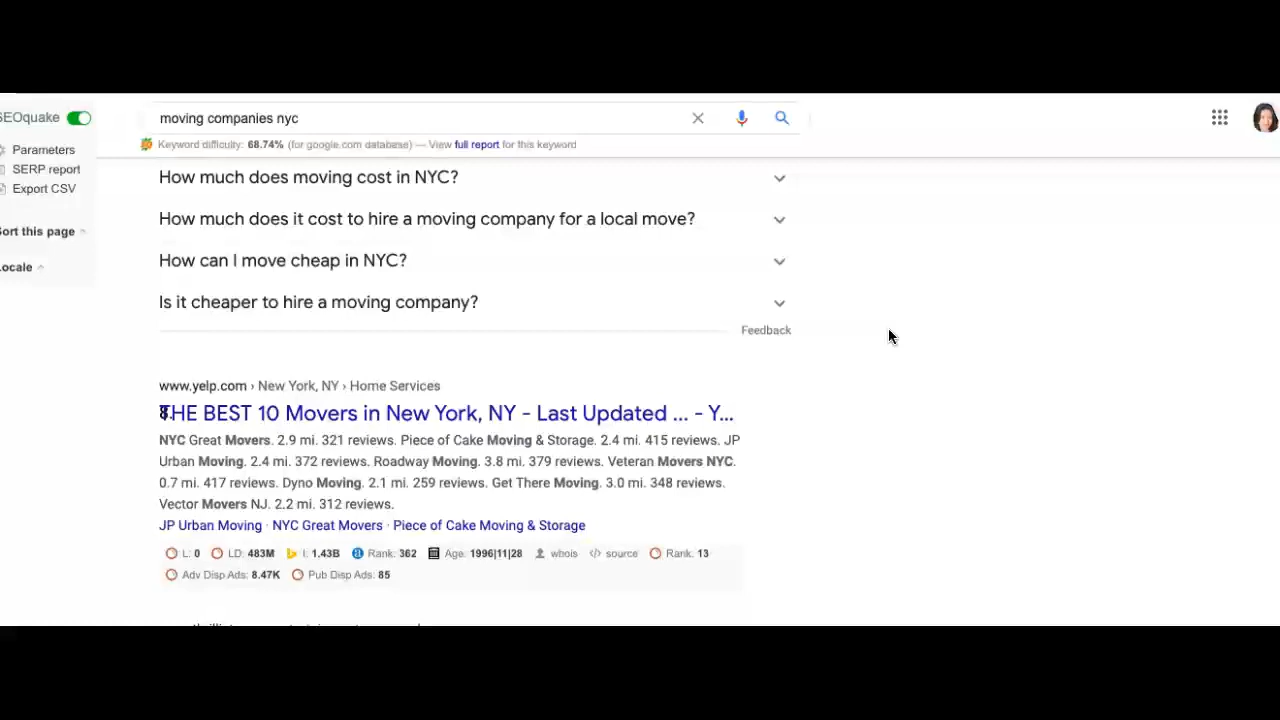 SEOquake
moving companies nyc
Keyword difficulty: 68.74% (for google.com database) — View full report for this keyword
Parameters
SERP report
Export CSV
Sort this page
Locale
How much does moving cost in NYC?
How much does it cost to hire a moving company for a local move?
How can I move cheap in NYC?
Is it cheaper to hire a moving company?
Feedback
www.yelp.com › New York, NY › Home Services
8.
THE BEST 10 Movers in New York, NY - Last Updated ... - Y...
NYC Great Movers. 2.9 mi. 321 reviews. Piece of Cake Moving & Storage. 2.4 mi. 415 reviews. JP
Urban Moving. 2.4 mi. 372 reviews. Roadway Moving. 3.8 mi. 379 reviews. Veteran Movers NYC.
0.7 mi. 417 reviews. Dyno Moving. 2.1 mi. 259 reviews. Get There Moving. 3.0 mi. 348 reviews.
Vector Movers NJ. 2.2 mi. 312 reviews.
JP Urban Moving · NYC Great Movers · Piece of Cake Moving & Storage
L: 0 LD: 483M I: 1.43B Rank: 362 Age: 1996|11|28 whois source Rank: 13
Adv Disp Ads: 8.47K Pub Disp Ads: 85